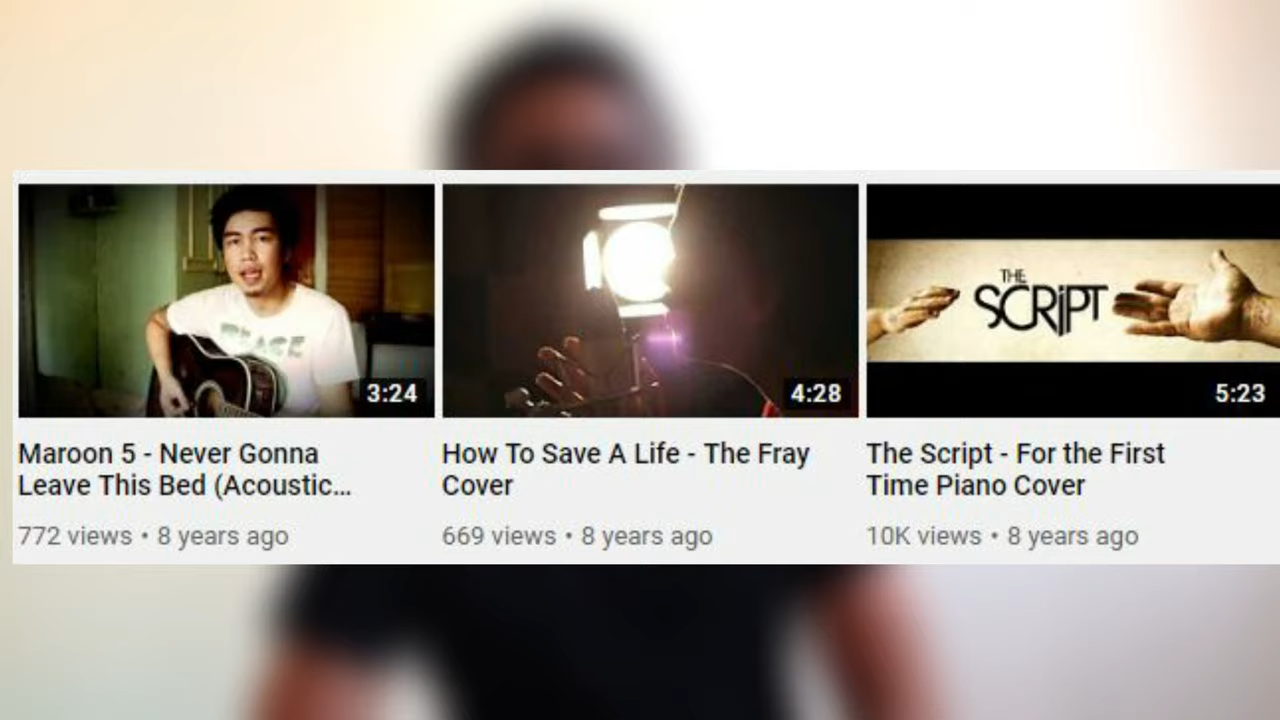 PEACE
3:24
THE
SCRIPT
4:28
5:23
Maroon 5 - Never Gonna
Leave This Bed (Acoustic...
772 views • 8 years ago
How To Save A Life - The Fray
Cover
669 views • 8 years ago
The Script - For the First
Time Piano Cover
10K views • 8 years ago